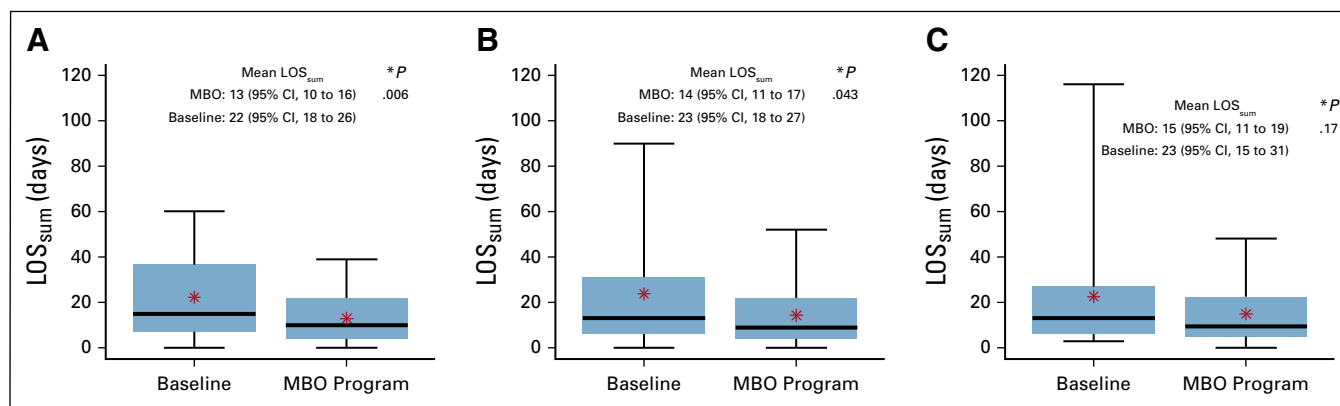 A
Mean LOSsum *P
MBO: 13 (95% CI, 10 to 16) .006
Baseline: 22 (95% CI, 18 to 26)
120
100
80
60
40
20
0
LOSsum (days)
Baseline MBO Program
B
Mean LOSsum *P
MBO: 14 (95% CI, 11 to 17) .043
Baseline: 23 (95% CI, 18 to 27)
120
100
80
60
40
20
0
LOSsum (days)
Baseline MBO Program
C
Mean LOSsum *P
MBO: 15 (95% CI, 11 to 19) .17
Baseline: 23 (95% CI, 15 to 31)
120
100
80
60
40
20
0
LOSsum (days)
Baseline MBO Program